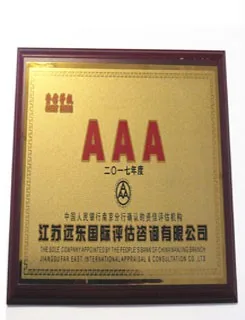 AAA
二〇一七年度
中国人民银行南京分行确认的资信评估机构
江苏远东国际评估咨询有限公司
THE SOLE COMPANY APPOINTED BY THE PEOPLE'S BANK OF CHINA NANJING BRANCH
JIANGSU FAR EAST INTERNATIONAL APPRAISAL & CONSULTATION CO.,LTD